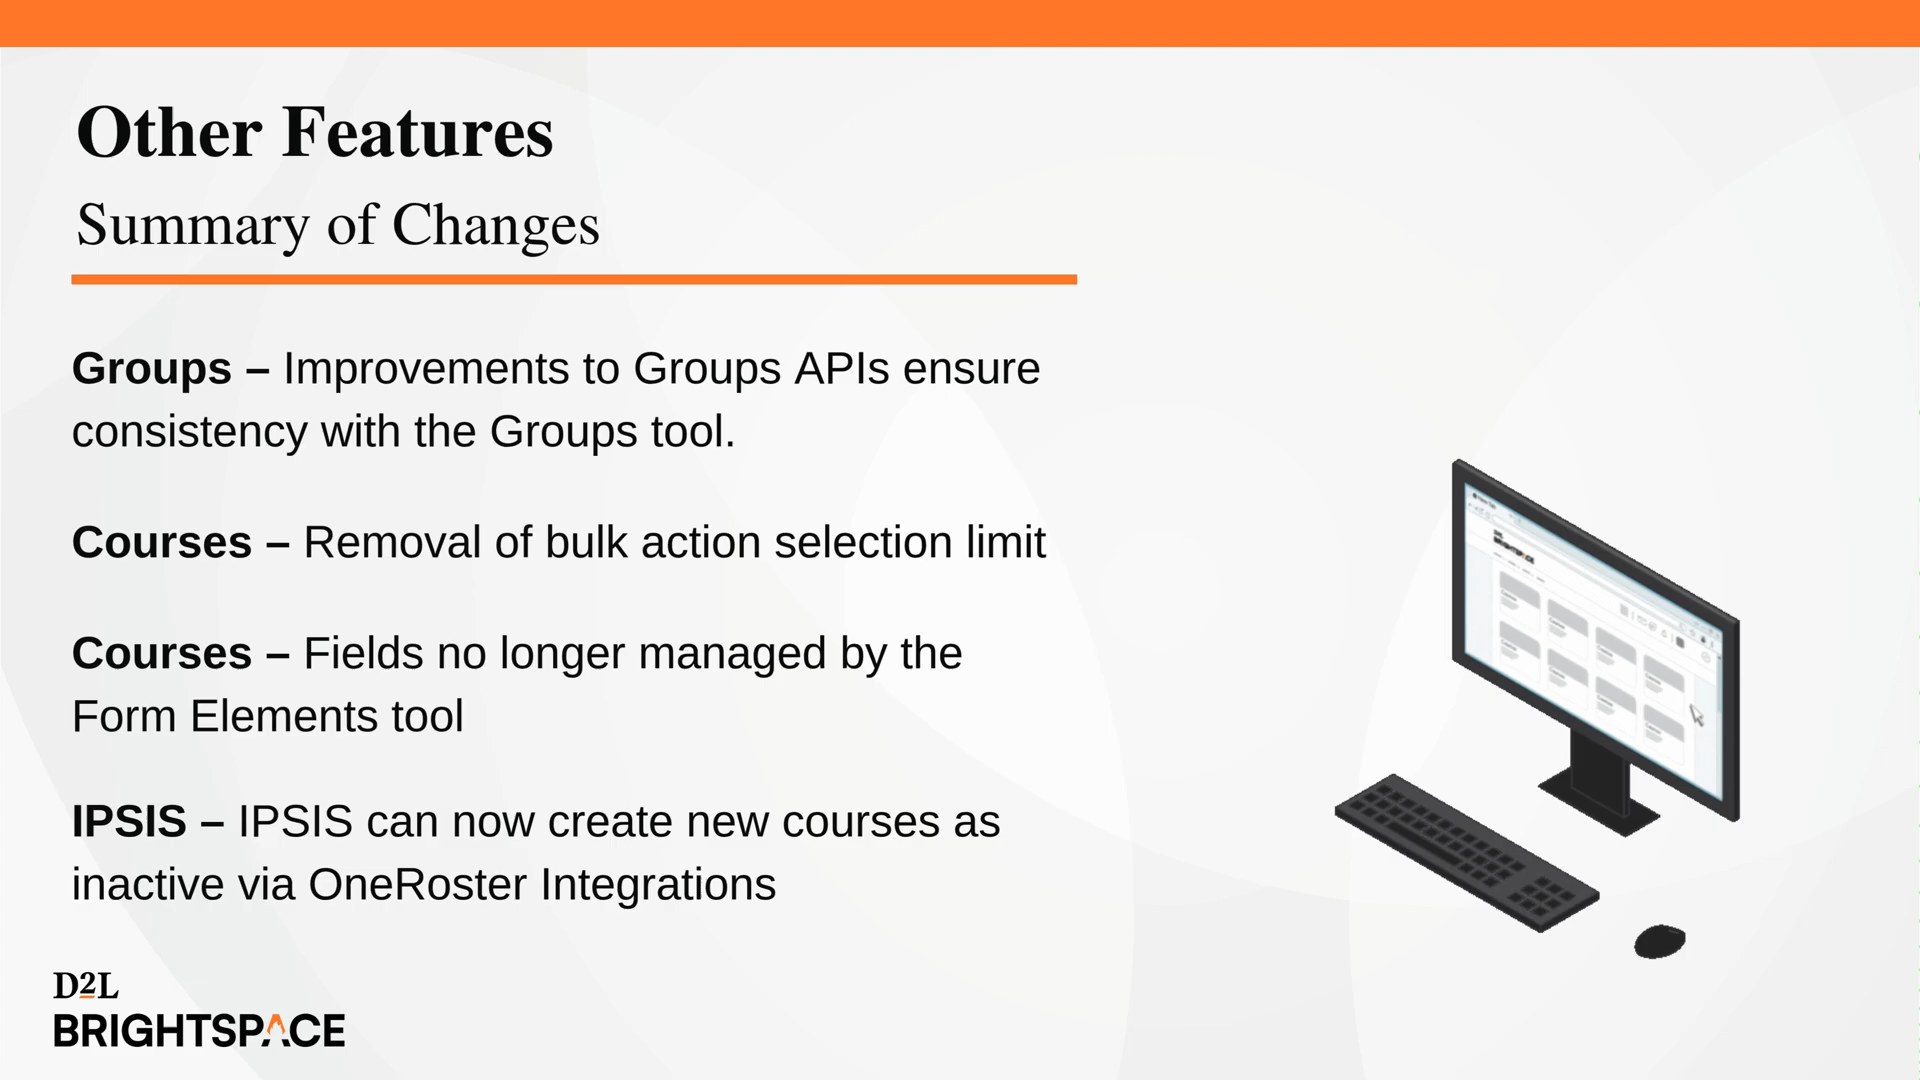 Other Features
Summary of Changes
Groups – Improvements to Groups APIs ensure
consistency with the Groups tool.
Courses – Removal of bulk action selection limit
Courses – Fields no longer managed by the
Form Elements tool
IPSIS – IPSIS can now create new courses as
inactive via OneRoster Integrations
D2L
BRIGHTSPACE
BRIGHTSPACE